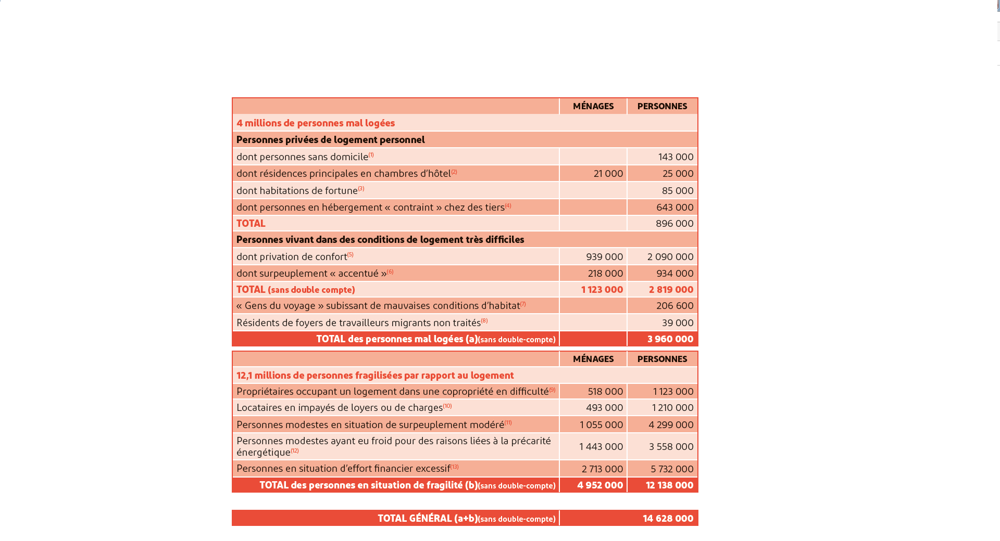 MÉNAGES PERSONNES
4 millions de personnes mal logées
Personnes privées de logement personnel
dont personnes sans domicile(1) 143 000
dont résidences principales en chambres d’hôtel(2) 21 000 25 000
dont habitations de fortune(3) 85 000
dont personnes en hébergement « contraint » chez des tiers(4) 643 000
TOTAL 896 000
Personnes vivant dans des conditions de logement très difficiles
dont privation de confort(5) 939 000 2 090 000
dont surpeuplement « accentué »(6) 218 000 934 000
TOTAL (sans double compte) 1 123 000 2 819 000
« Gens du voyage » subissant de mauvaises conditions d’habitat(7) 206 600
Résidents de foyers de travailleurs migrants non traités(8) 39 000
TOTAL des personnes mal logées (a)(sans double-compte) 3 960 000
MÉNAGES PERSONNES
12,1 millions de personnes fragilisées par rapport au logement
Propriétaires occupant un logement dans une copropriété en difficulté(9) 518 000 1 123 000
Locataires en impayés de loyers ou de charges(10) 493 000 1 210 000
Personnes modestes en situation de surpeuplement modéré(11) 1 055 000 4 299 000
Personnes modestes ayant eu froid pour des raisons liées à la précarité
énergétique(12) 1 443 000 3 558 000
Personnes en situation d’effort financier excessif(13) 2 713 000 5 732 000
TOTAL des personnes en situation de fragilité (b)(sans double-compte) 4 952 000 12 138 000
TOTAL GÉNÉRAL (a+b)(sans double-compte) 14 628 000